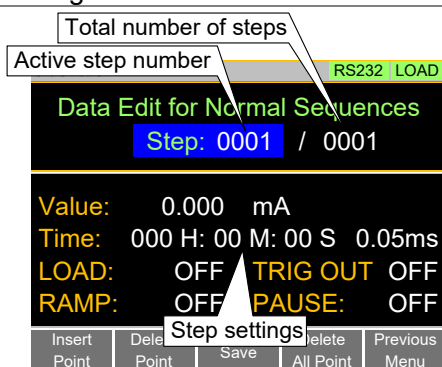 Total number of steps
Active step number
RS232 LOAD
Data Edit for Normal Sequences
Step: 0001 / 0001
Value: 0.000 mA
Time: 000 H: 00 M: 00 S 0.05ms
LOAD: OFF TRIG OUT OFF
RAMP: OFF PAUSE: OFF
Step settings
Insert Point
Point
Save
All Point
Previous Menu